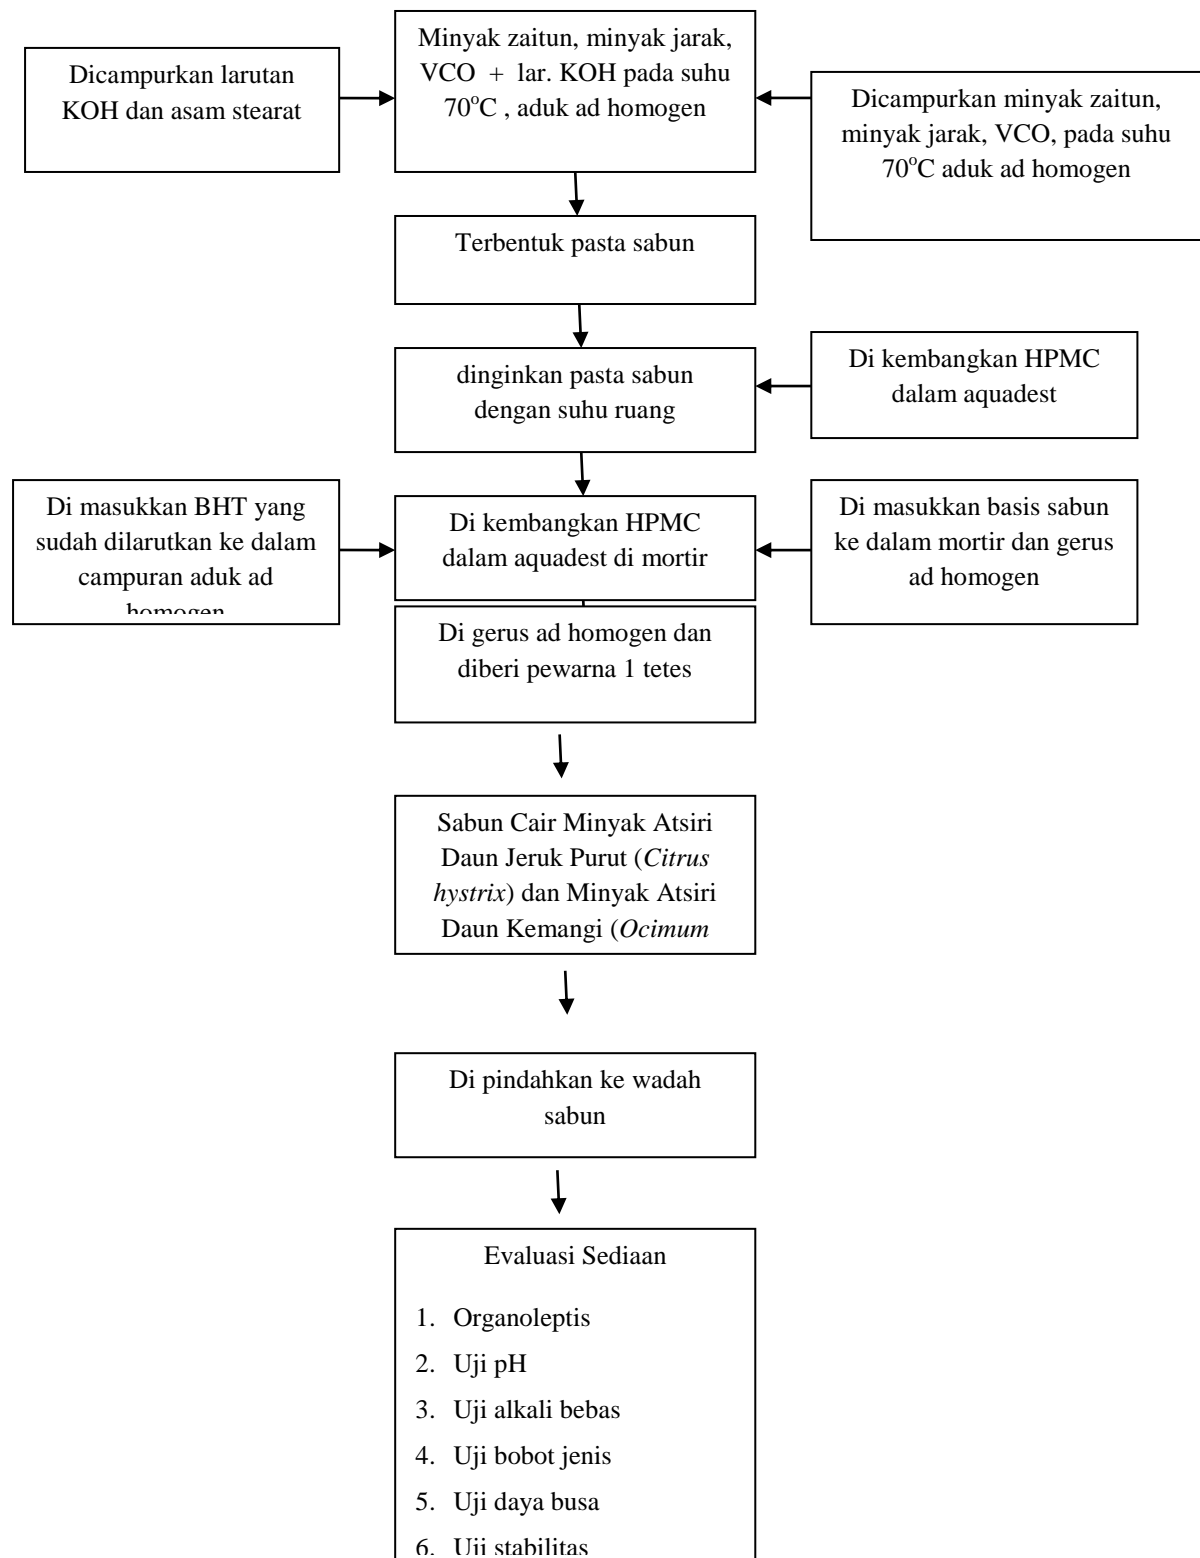 Dicampurkan larutan
KOH dan asam stearat
Minyak zaitun, minyak jarak,
VCO + lar. KOH pada suhu
70°C , aduk ad homogen
Dicampurkan minyak zaitun,
minyak jarak, VCO, pada suhu
70°C aduk ad homogen
Terbentuk pasta sabun
dinginkan pasta sabun
dengan suhu ruang
Di kembangkan HPMC
dalam aquadest
Di masukkan BHT yang
sudah dilarutkan ke dalam
campuran aduk ad
homogen
Di kembangkan HPMC
dalam aquadest di mortir
Di masukkan basis sabun
ke dalam mortir dan gerus
ad homogen
Di gerus ad homogen dan
diberi pewarna 1 tetes
Sabun Cair Minyak Atsiri
Daun Jeruk Purut (Citrus
hystrix) dan Minyak Atsiri
Daun Kemangi (Ocimum
Di pindahkan ke wadah
sabun
Evaluasi Sediaan
1. Organoleptis
2. Uji pH
3. Uji alkali bebas
4. Uji bobot jenis
5. Uji daya busa
6. Uji stabilitas